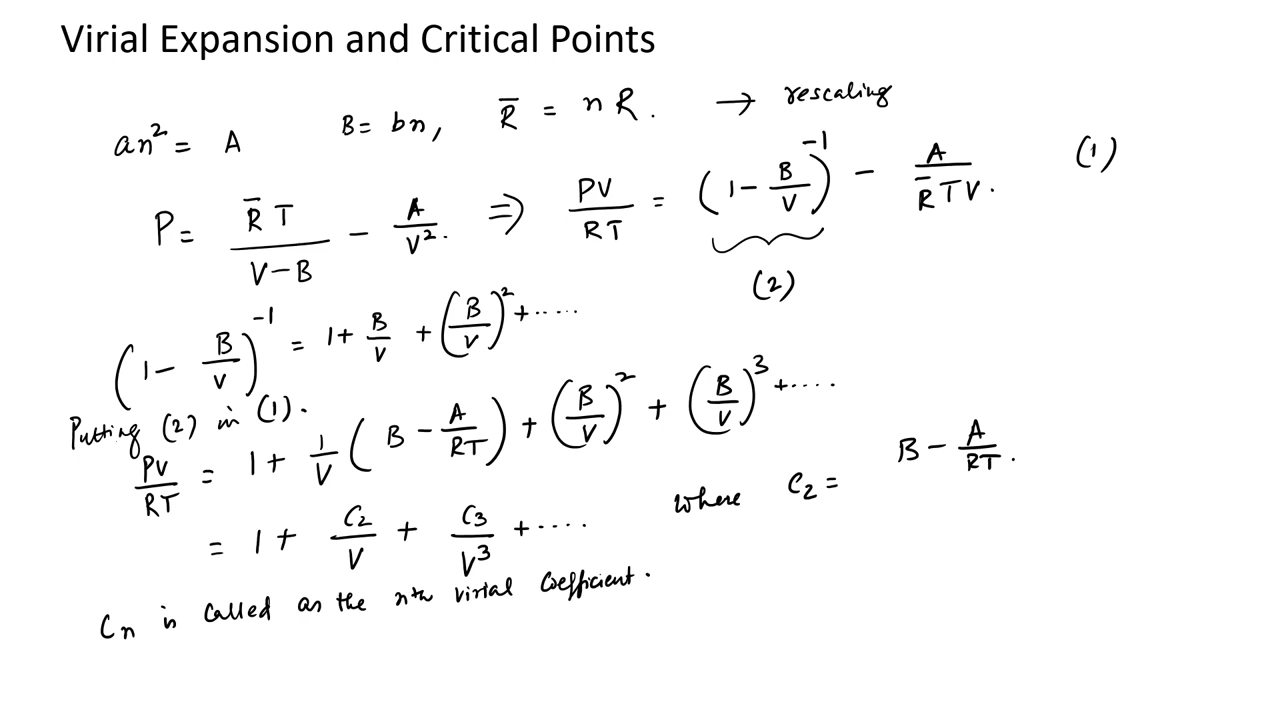 Virial Expansion and Critical Points
an² = A    B = bn,    R̅ = nR.    → rescaling
P = R̅T/(V−B) − A/V².  ⇒  PV/RT = (1 − B/V)⁻¹ − A/(R̅TV).    (1)
(2)
(1 − B/V)⁻¹ = 1 + B/V + (B/V)² + .....
Putting (2) in (1).
PV/RT = 1 + 1/V (B − A/RT) + (B/V)² + (B/V)³ + .....
= 1 + C₂/V + C₃/V³ + .....    where C₂ = B − A/RT.
Cn is called as the nth virial coefficient.